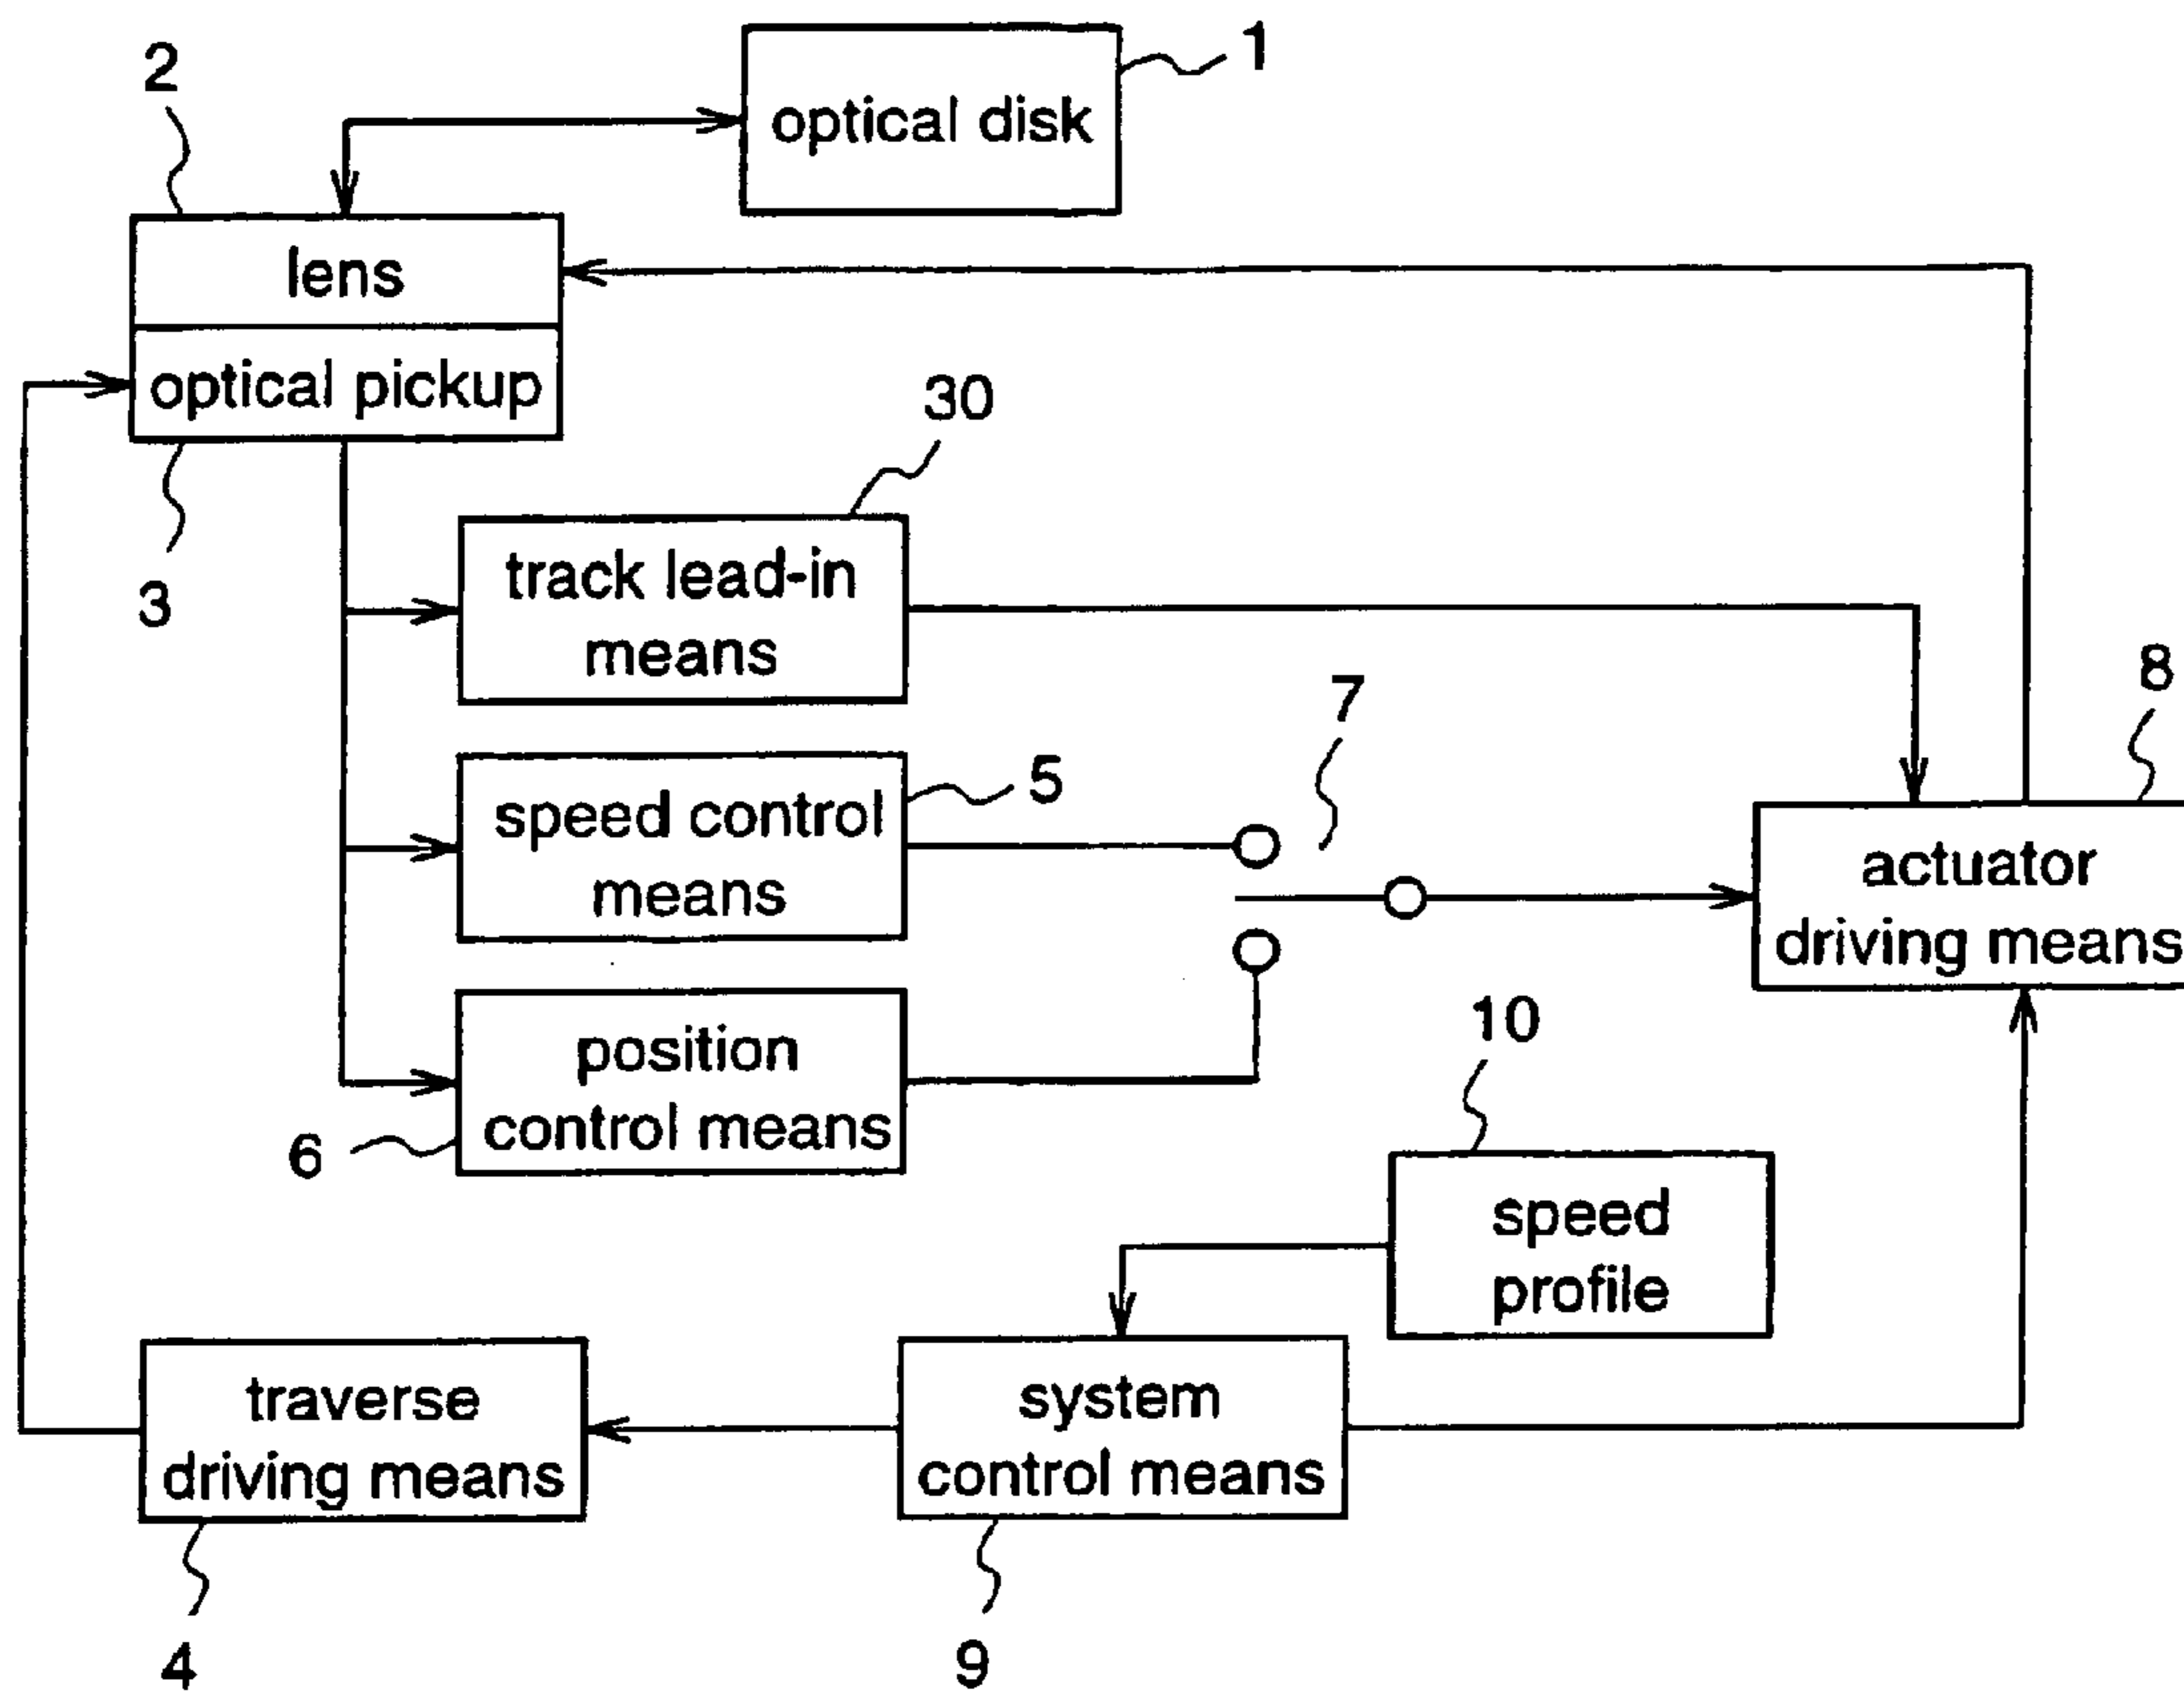 1
optical disk
2
lens
optical pickup
3
30
track lead-in
means
5
speed control
means
7
8
actuator
driving means
6
position
control means
10
speed
profile
traverse
driving means
4
system
control means
9